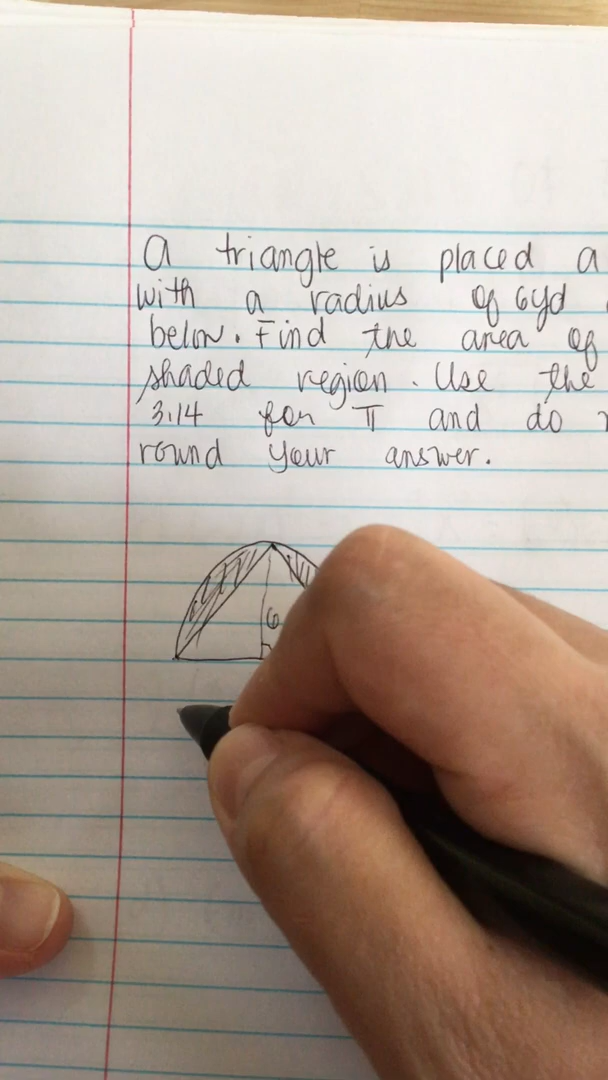 A triangle is placed a
with a radius of 6yd
below. Find the area of
shaded region. Use the
3.14 for π and do
round your answer.
6